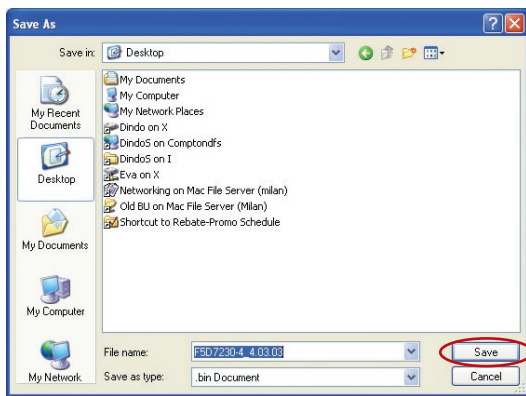 Save As
Save in:
Desktop
My Recent
Documents
Desktop
My Documents
My Computer
My Network
My Documents
My Computer
My Network Places
Dindo on X
DindoS on Comptondfs
DindoS on I
Eva on X
Networking on Mac File Server (milan)
Old BU on Mac File Server (Milan)
Shortcut to Rebate-Promo Schedule
File name:
F5D7230-4_4.03.03
Save
Save as type:
.bin Document
Cancel